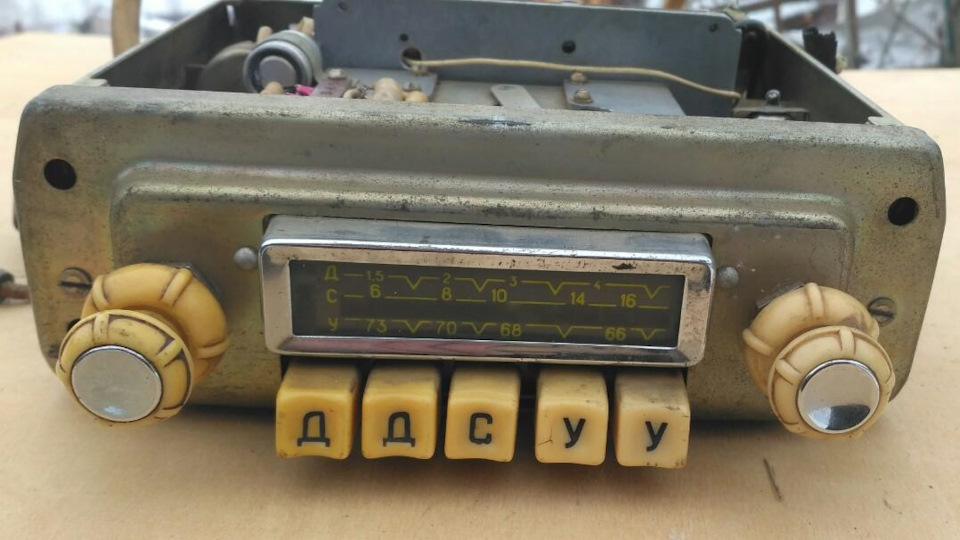 Д 1,5 2 3 4
С 6 8 10 14 16
У 73 70 68 66
Д Д С У У